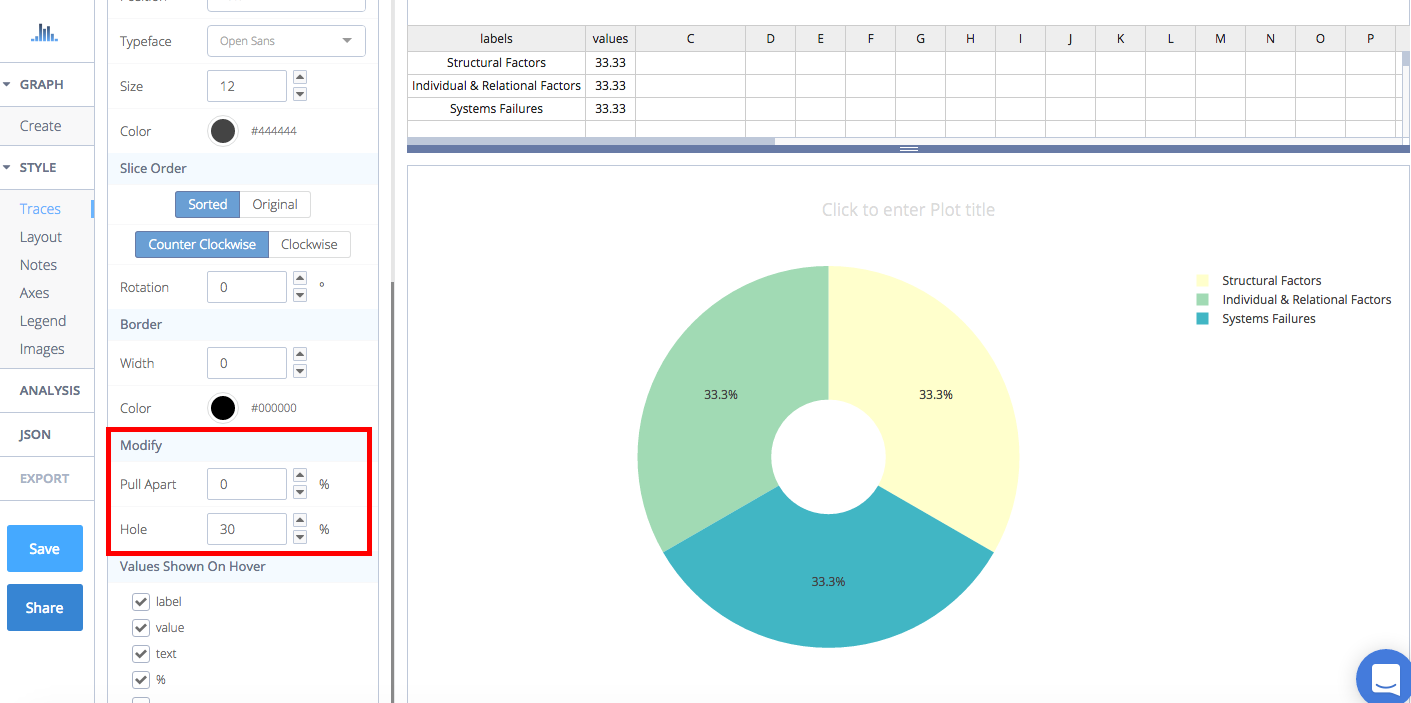 GRAPH
Create
STYLE
Traces
Layout
Notes
Axes
Legend
Images
ANALYSIS
JSON
EXPORT
Save
Share
Typeface Open Sans
Size 12
Color #444444
Slice Order
Sorted Original
Counter Clockwise Clockwise
Rotation 0 °
Border
Width 0
Color #000000
Modify
Pull Apart 0 %
Hole 30 %
Values Shown On Hover
label
value
text
%
labels values C D E F G H I J K L M N O P
Structural Factors 33.33
Individual & Relational Factors 33.33
Systems Failures 33.33
Click to enter Plot title
33.3%
33.3%
33.3%
Structural Factors
Individual & Relational Factors
Systems Failures